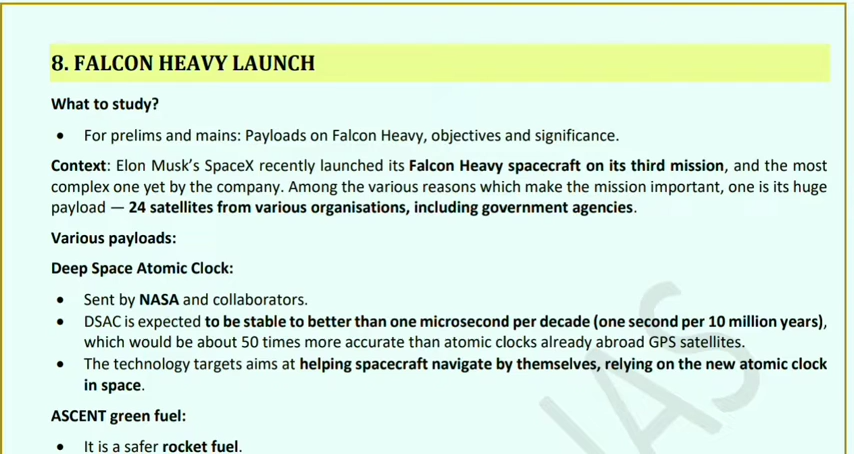 8. FALCON HEAVY LAUNCH
What to study?
• For prelims and mains: Payloads on Falcon Heavy, objectives and significance.
Context: Elon Musk’s SpaceX recently launched its Falcon Heavy spacecraft on its third mission, and the most
complex one yet by the company. Among the various reasons which make the mission important, one is its huge
payload — 24 satellites from various organisations, including government agencies.
Various payloads:
Deep Space Atomic Clock:
• Sent by NASA and collaborators.
• DSAC is expected to be stable to better than one microsecond per decade (one second per 10 million years),
which would be about 50 times more accurate than atomic clocks already abroad GPS satellites.
• The technology targets aims at helping spacecraft navigate by themselves, relying on the new atomic clock
in space.
ASCENT green fuel:
• It is a safer rocket fuel.
IAS